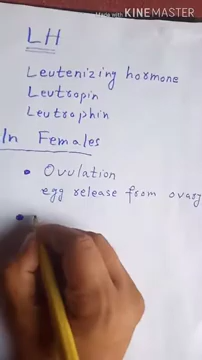 Made with KINEMASTER
LH
Leutenizing hormone
Leutropin
Leutrophin
In Females
• Ovulation
egg release from ovary
•